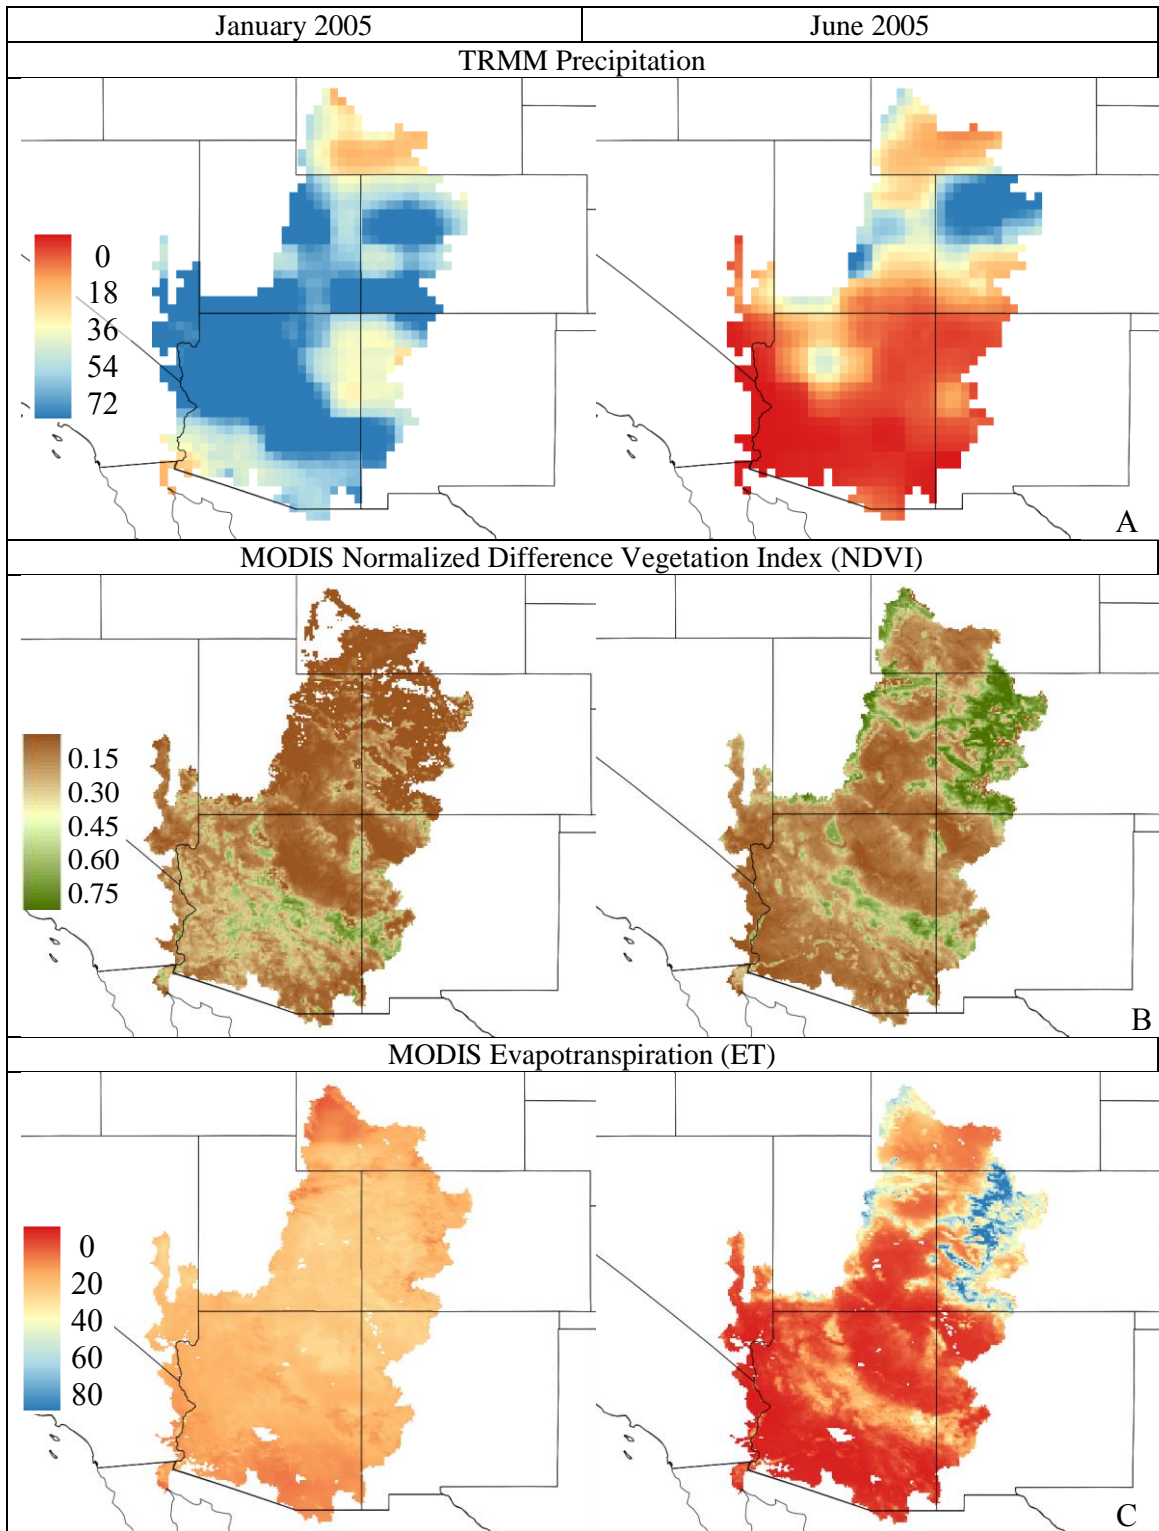 January 2005
June 2005
TRMM Precipitation
0
18
36
54
72
A
MODIS Normalized Difference Vegetation Index (NDVI)
0.15
0.30
0.45
0.60
0.75
B
MODIS Evapotranspiration (ET)
0
20
40
60
80
C